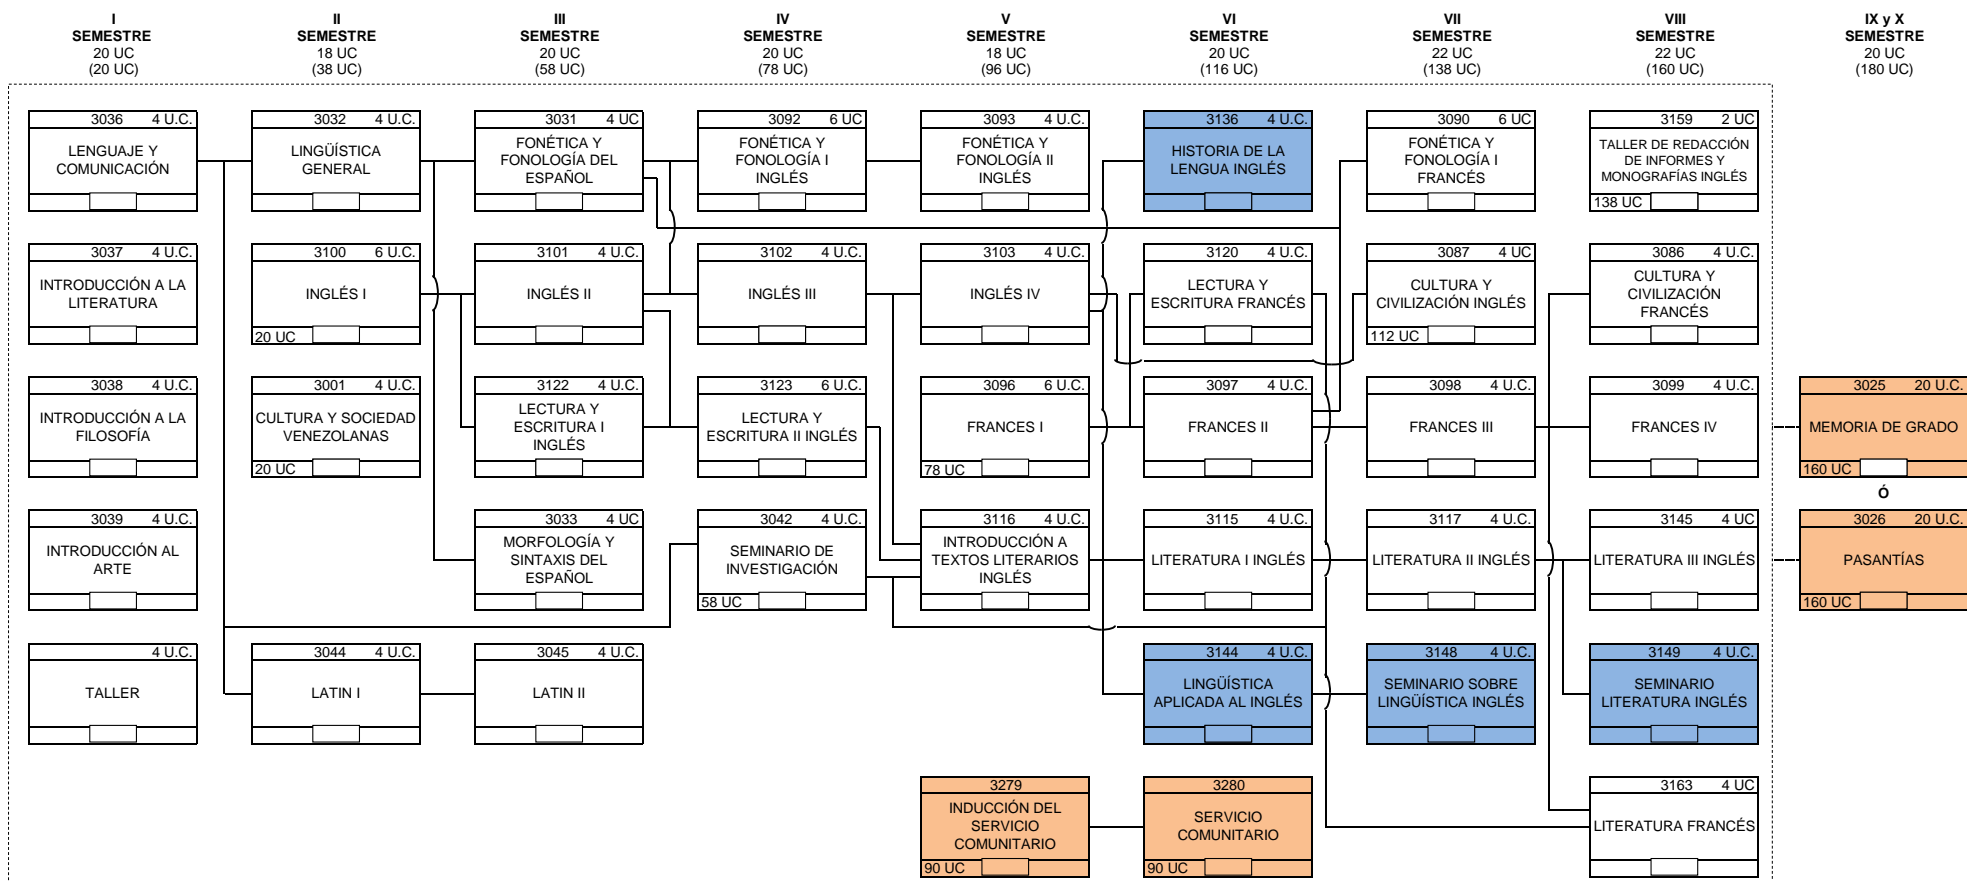 I
SEMESTRE
20 UC
(20 UC)
II
SEMESTRE
18 UC
(38 UC)
III
SEMESTRE
20 UC
(58 UC)
IV
SEMESTRE
20 UC
(78 UC)
V
SEMESTRE
18 UC
(96 UC)
VI
SEMESTRE
20 UC
(116 UC)
VII
SEMESTRE
22 UC
(138 UC)
VIII
SEMESTRE
22 UC
(160 UC)
IX y X
SEMESTRE
20 UC
(180 UC)
3036 4 U.C.
LENGUAJE Y
COMUNICACIÓN
3032 4 U.C.
LINGÜÍSTICA
GENERAL
3031 4 UC
FONÉTICA Y
FONOLOGÍA DEL
ESPAÑOL
3092 6 UC
FONÉTICA Y
FONOLOGÍA I
INGLÉS
3093 4 U.C.
FONÉTICA Y
FONOLOGÍA II
INGLÉS
3136 4 U.C.
HISTORIA DE LA
LENGUA INGLÉS
3090 6 UC
FONÉTICA Y
FONOLOGÍA I
FRANCÉS
3159 2 UC
TALLER DE REDACCIÓN
DE INFORMES Y
MONOGRAFÍAS INGLÉS
138 UC
3037 4 U.C.
INTRODUCCIÓN A LA
LITERATURA
3100 6 U.C.
INGLÉS I
20 UC
3101 4 U.C.
INGLÉS II
3102 4 U.C.
INGLÉS III
3103 4 U.C.
INGLÉS IV
3120 4 U.C.
LECTURA Y
ESCRITURA FRANCÉS
3087 4 UC
CULTURA Y
CIVILIZACIÓN INGLÉS
112 UC
3086 4 U.C.
CULTURA Y
CIVILIZACIÓN
FRANCÉS
3038 4 U.C.
INTRODUCCIÓN A LA
FILOSOFÍA
3001 4 U.C.
CULTURA Y SOCIEDAD
VENEZOLANAS
20 UC
3122 4 U.C.
LECTURA Y
ESCRITURA I
INGLÉS
3123 6 U.C.
LECTURA Y
ESCRITURA II INGLÉS
3096 6 U.C.
FRANCES I
78 UC
3097 4 U.C.
FRANCES II
3098 4 U.C.
FRANCES III
3099 4 U.C.
FRANCES IV
3025 20 U.C.
MEMORIA DE GRADO
160 UC
Ó
3039 4 U.C.
INTRODUCCIÓN AL
ARTE
3033 4 UC
MORFOLOGÍA Y
SINTAXIS DEL
ESPAÑOL
3042 4 U.C.
SEMINARIO DE
INVESTIGACIÓN
58 UC
3116 4 U.C.
INTRODUCCIÓN A
TEXTOS LITERARIOS
INGLÉS
3115 4 U.C.
LITERATURA I INGLÉS
3117 4 U.C.
LITERATURA II INGLÉS
3145 4 UC
LITERATURA III INGLÉS
3026 20 U.C.
PASANTÍAS
160 UC
4 U.C.
TALLER
3044 4 U.C.
LATIN I
3045 4 U.C.
LATIN II
3144 4 U.C.
LINGÜÍSTICA
APLICADA AL INGLÉS
3148 4 U.C.
SEMINARIO SOBRE
LINGÜÍSTICA INGLÉS
3149 4 U.C.
SEMINARIO
LITERATURA INGLÉS
3279
INDUCCIÓN DEL
SERVICIO
COMUNITARIO
90 UC
3280
SERVICIO
COMUNITARIO
90 UC
3163 4 UC
LITERATURA FRANCÉS